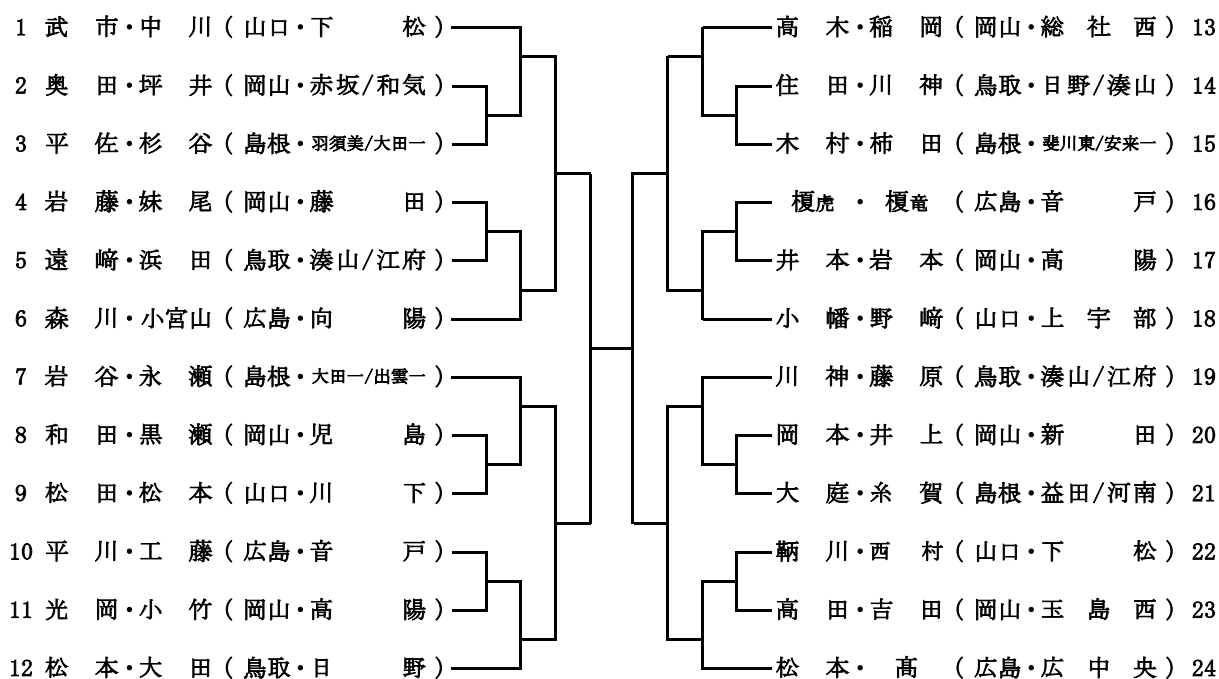 1 武 市・中 川 ( 山口・下 松 )
2 奥 田・坪 井 ( 岡山・赤坂/和気 )
3 平 佐・杉 谷 ( 島根・羽須美/大田一 )
4 岩 藤・妹 尾 ( 岡山・藤 田 )
5 遠 﨑・浜 田 ( 鳥取・湊山/江府 )
6 森 川・小宮山 ( 広島・向 陽 )
7 岩 谷・永 瀬 ( 島根・大田一/出雲一 )
8 和 田・黒 瀬 ( 岡山・児 島 )
9 松 田・松 本 ( 山口・川 下 )
10 平 川・工 藤 ( 広島・音 戸 )
11 光 岡・小 竹 ( 岡山・高 陽 )
12 松 本・大 田 ( 鳥取・日 野 )
高 木・稲 岡 ( 岡山・総 社 西 ) 13
住 田・川 神 ( 鳥取・日野/湊山 ) 14
木 村・柿 田 ( 島根・斐川東/安来一 ) 15
榎虎 ・ 榎竜 ( 広島・音 戸 ) 16
井 本・岩 本 ( 岡山・高 陽 ) 17
小 幡・野 﨑 ( 山口・上 宇 部 ) 18
川 神・藤 原 ( 鳥取・湊山/江府 ) 19
岡 本・井 上 ( 岡山・新 田 ) 20
大 庭・糸 賀 ( 島根・益田/河南 ) 21
鞆 川・西 村 ( 山口・下 松 ) 22
高 田・吉 田 ( 岡山・玉 島 西 ) 23
松 本・ 髙 ( 広島・広 中 央 ) 24